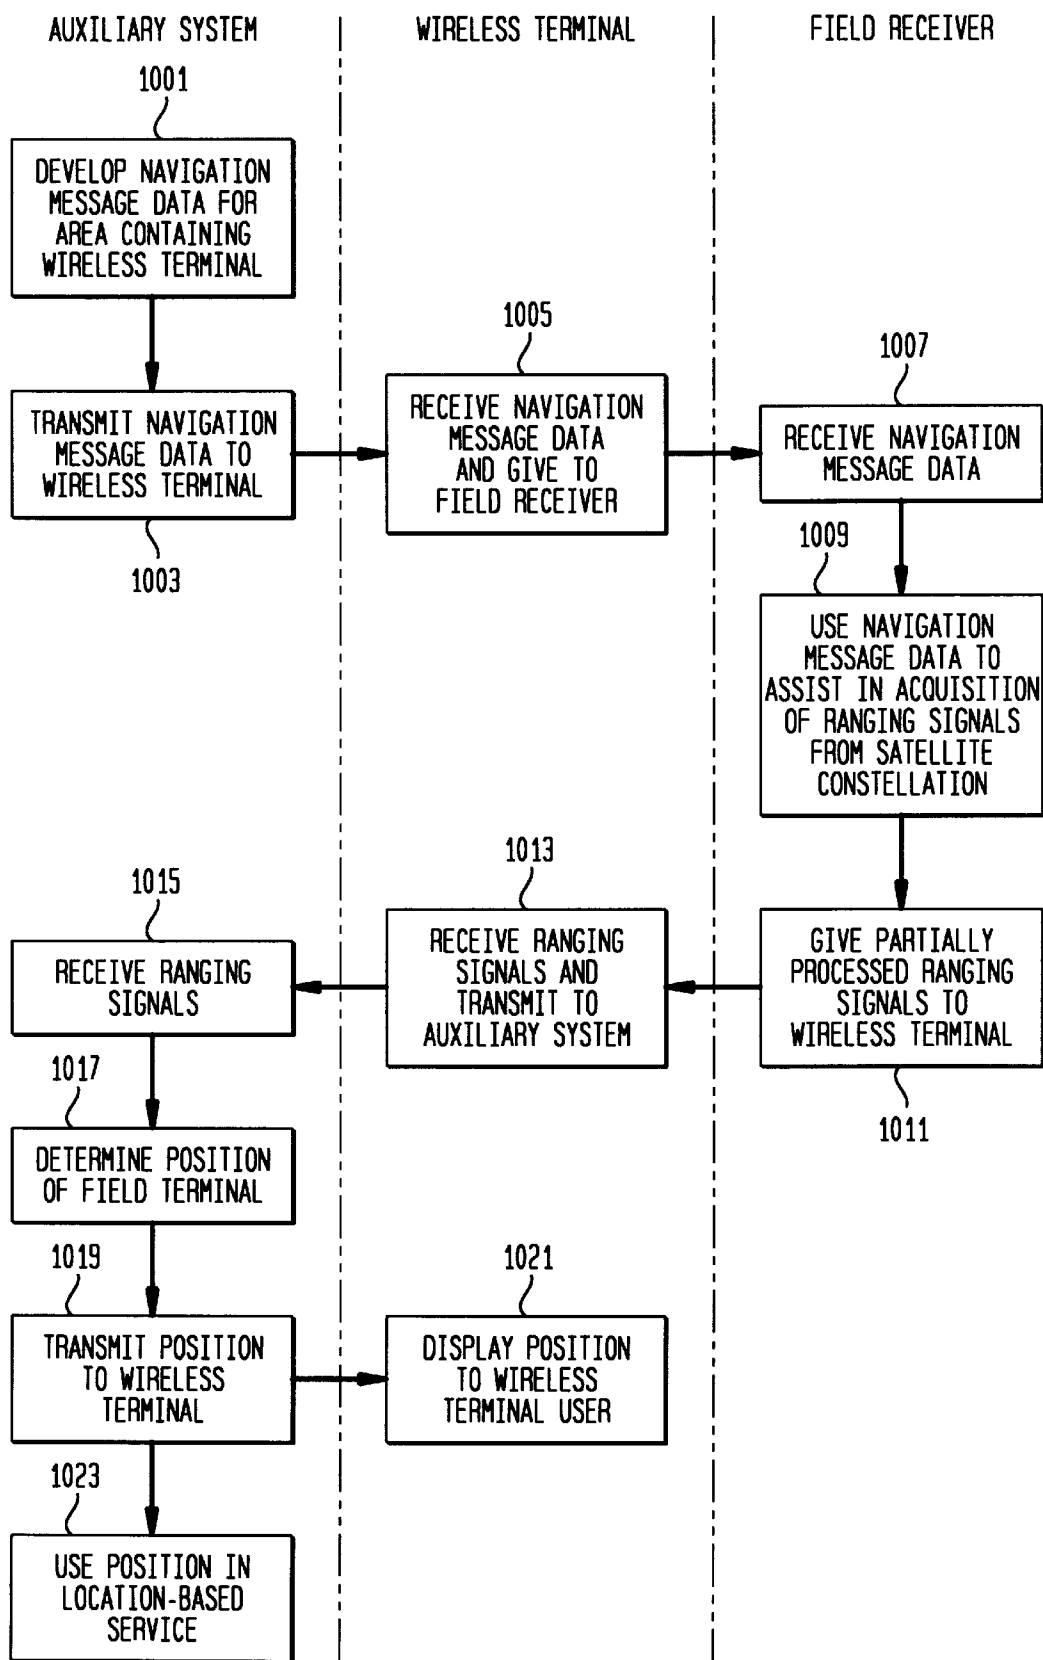 AUXILIARY SYSTEM
WIRELESS TERMINAL
FIELD RECEIVER
1001
DEVELOP NAVIGATION
MESSAGE DATA FOR
AREA CONTAINING
WIRELESS TERMINAL
TRANSMIT NAVIGATION
MESSAGE DATA TO
WIRELESS TERMINAL
1003
1005
RECEIVE NAVIGATION
MESSAGE DATA
AND GIVE TO
FIELD RECEIVER
1007
RECEIVE NAVIGATION
MESSAGE DATA
1009
USE NAVIGATION
MESSAGE DATA TO
ASSIST IN ACQUISITION
OF RANGING SIGNALS
FROM SATELLITE
CONSTELLATION
GIVE PARTIALLY
PROCESSED RANGING
SIGNALS TO
WIRELESS TERMINAL
1011
1013
RECEIVE RANGING
SIGNALS AND
TRANSMIT TO
AUXILIARY SYSTEM
1015
RECEIVE RANGING
SIGNALS
1017
DETERMINE POSITION
OF FIELD TERMINAL
1019
TRANSMIT POSITION
TO WIRELESS
TERMINAL
1021
DISPLAY POSITION
TO WIRELESS
TERMINAL USER
1023
USE POSITION IN
LOCATION-BASED
SERVICE